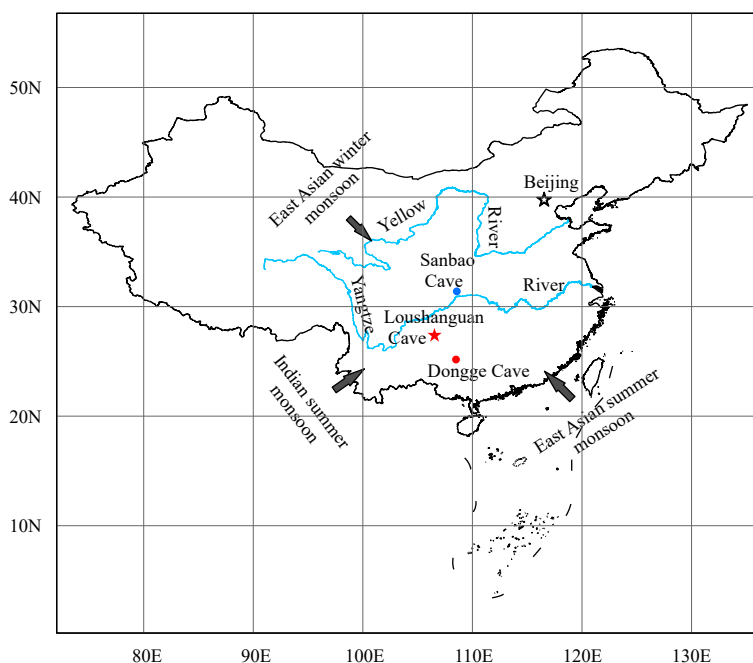 50N
40N
30N
20N
10N
80E
90E
100E
110E
120E
130E
East Asian winter
monsoon
Yellow
River
Beijing
Sanbao
Cave
Yangtze
River
Loushanguan
Cave
Dongge Cave
Indian summer
monsoon
East Asian summer
monsoon